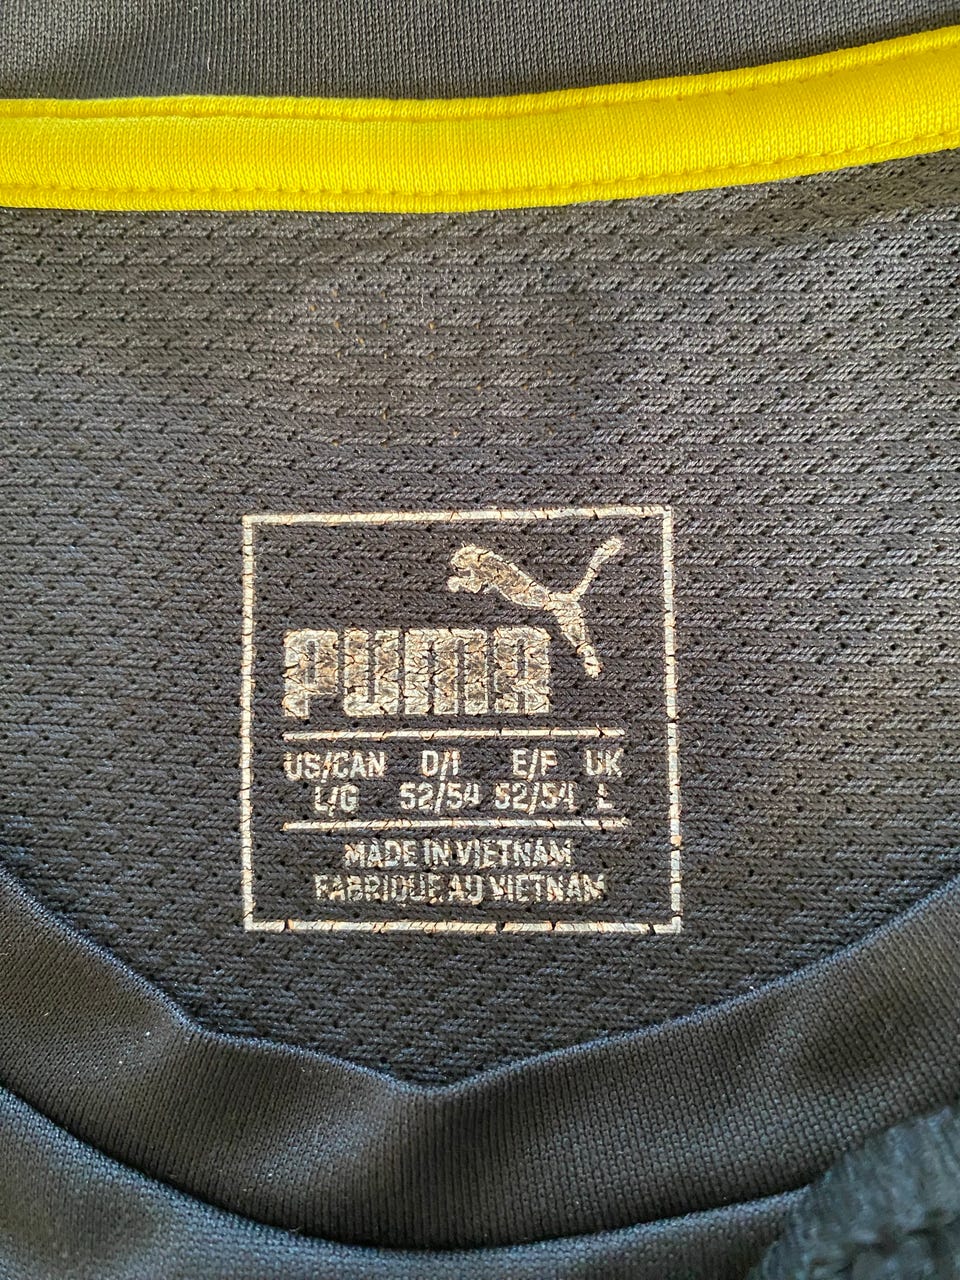 PUMA
US/CAN D/I E/F UK
L/G 52/54 52/54 L
MADE IN VIETNAM
FABRIQUE AU VIETNAM